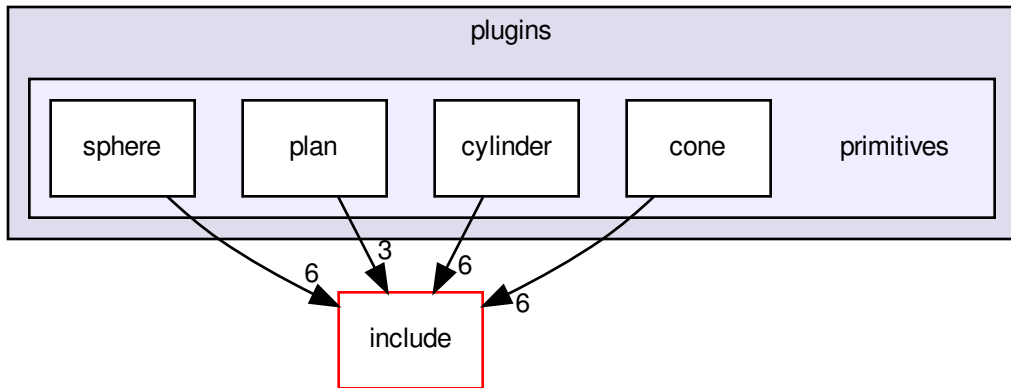 plugins
sphere
plan
cylinder
cone
primitives
6
3
6
6
include